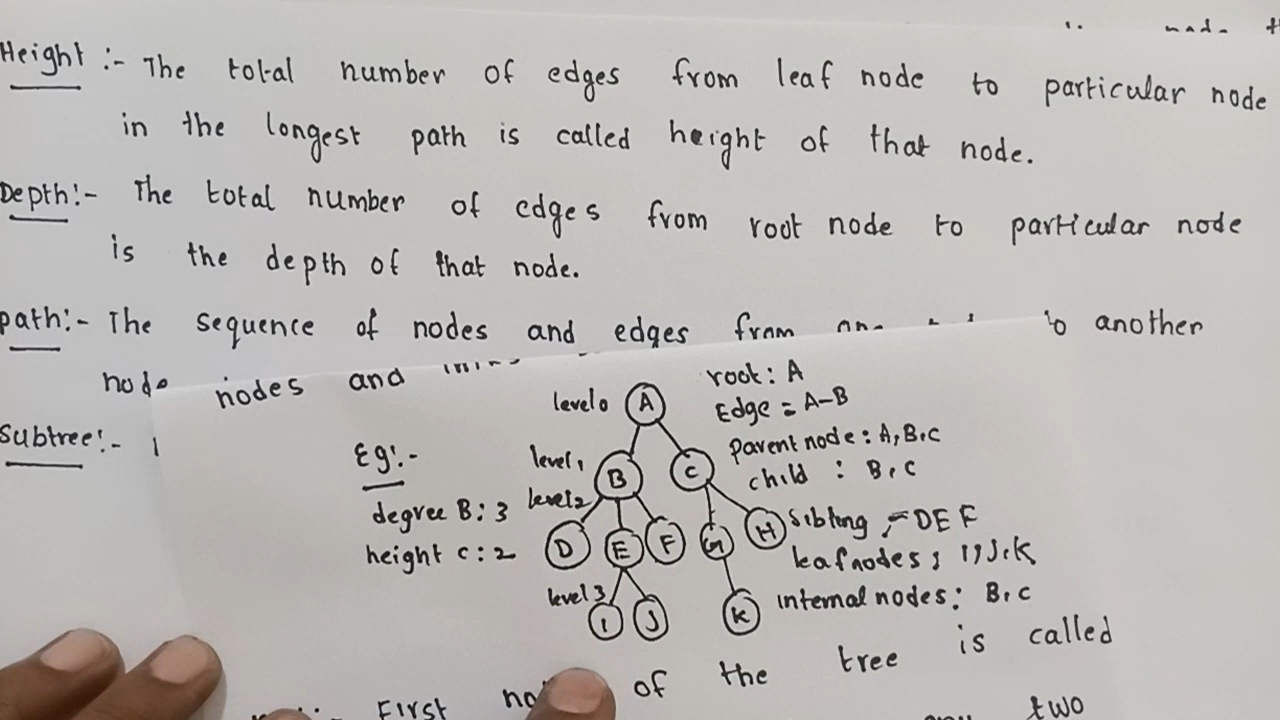 Height :- The total number of edges from leaf node to particular node
in the longest path is called height of that node.
Depth:- The total number of edges from root node to particular node
is the depth of that node.
path:- The sequence of nodes and edges from to another
node nodes and
Subtree:-
Eg:-
degree B: 3
height C: 2
level 0 A
level 1 B C
level 2 D E F G H
level 3 I J K
root: A
Edge = A-B
parent node: A, B, C
child : B, C
sibling = DEF
leaf nodes ; I, J, K
internal nodes: B, C
First of the tree is called
any two